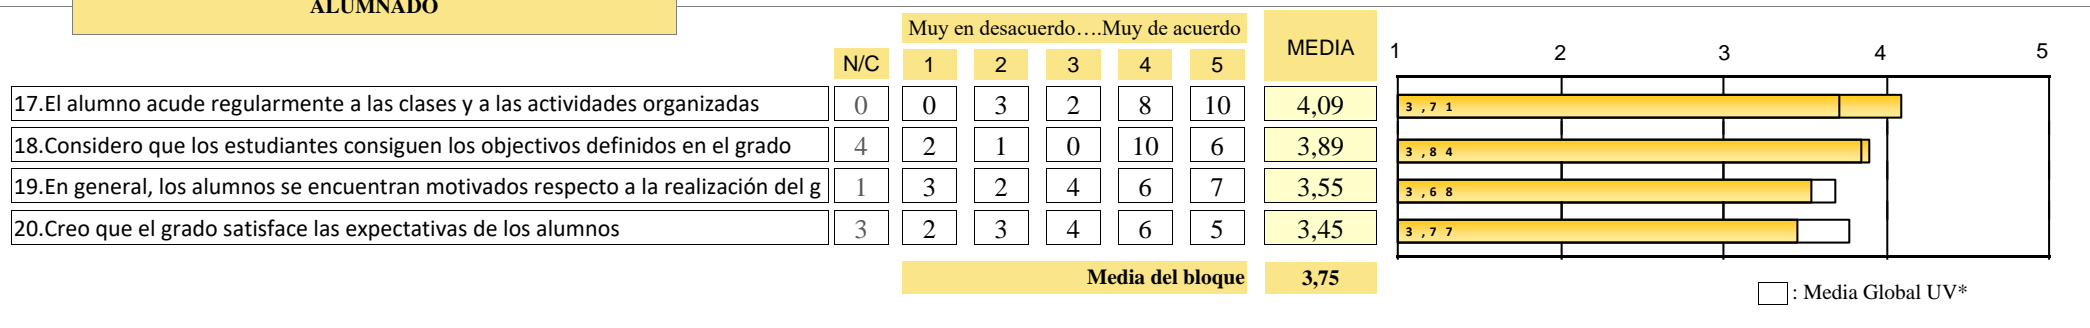 ALUMNADO
Muy en desacuerdo….Muy de acuerdo
MEDIA
N/C 1 2 3 4 5
1 2 3 4 5
17.El alumno acude regularmente a las clases y a las actividades organizadas 0 0 3 2 8 10 4,09 3,71
18.Considero que los estudiantes consiguen los objectivos definidos en el grado 4 2 1 0 10 6 3,89 3,84
19.En general, los alumnos se encuentran motivados respecto a la realización del g 1 3 2 4 6 7 3,55 3,68
20.Creo que el grado satisface las expectativas de los alumnos 3 2 3 4 6 5 3,45 3,77
Media del bloque 3,75
: Media Global UV*